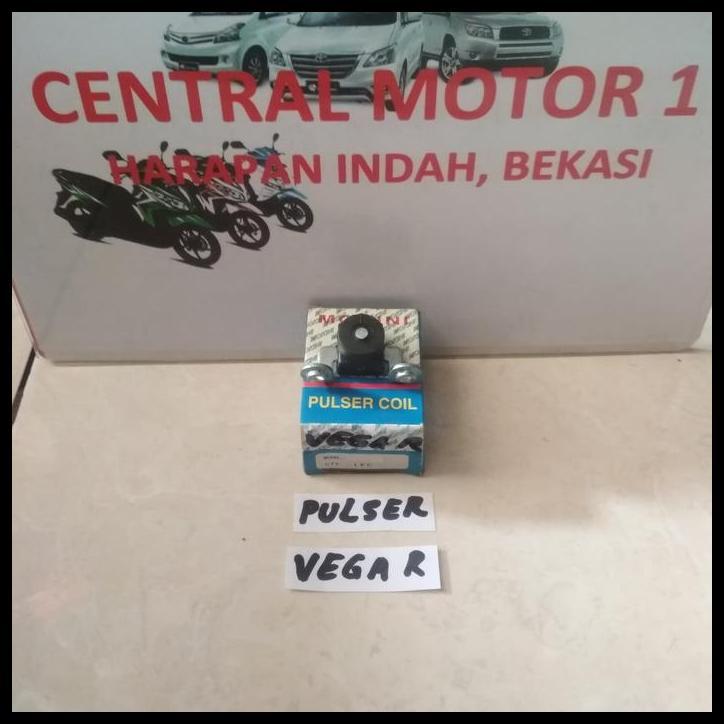 CENTRAL MOTOR 1
HARAPAN INDAH, BEKASI
PULSER COIL
VEGA R
PULSER
VEGA R